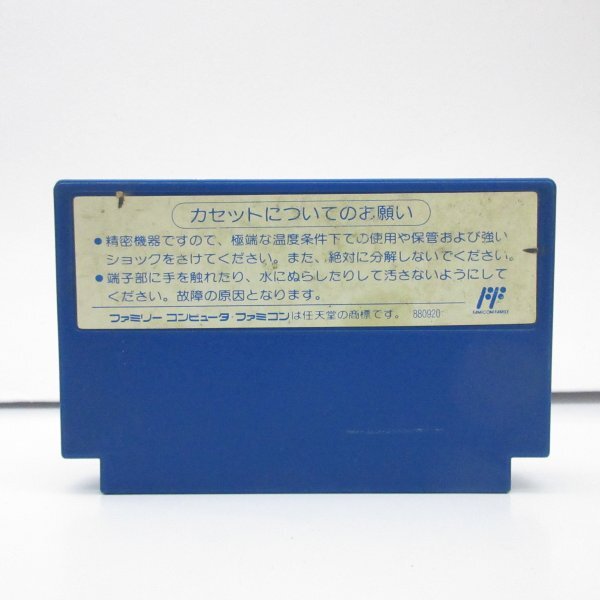 カセットについてのお願い
●精密機器ですので、極端な温度条件下での使用や保管および強い
ショックをさけてください。また、絶対に分解しないでください。
●端子部に手を触れたり、水にぬらしたりして汚さないようにして
ください。故障の原因となります。
FAMICOM FAMILY
ファミリー コンピュータ・ファミコンは任天堂の商標です。 880920